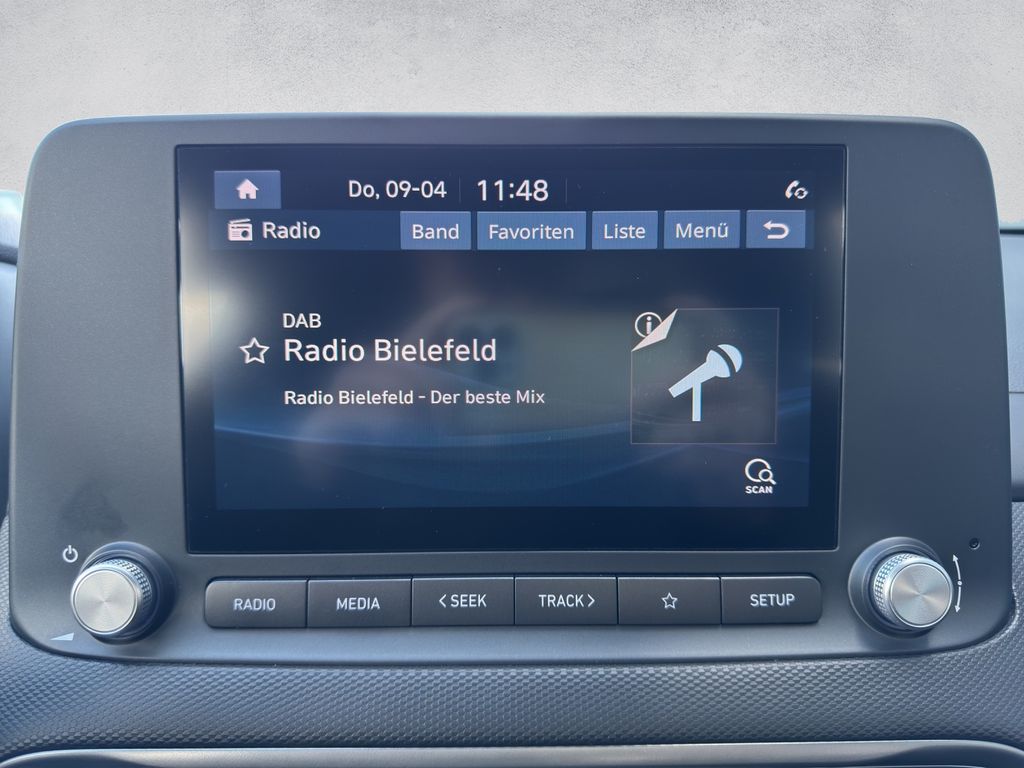 Do, 09-04 11:48
Radio Band Favoriten Liste Menü
DAB
Radio Bielefeld
Radio Bielefeld - Der beste Mix
SCAN
RADIO MEDIA < SEEK TRACK > SETUP